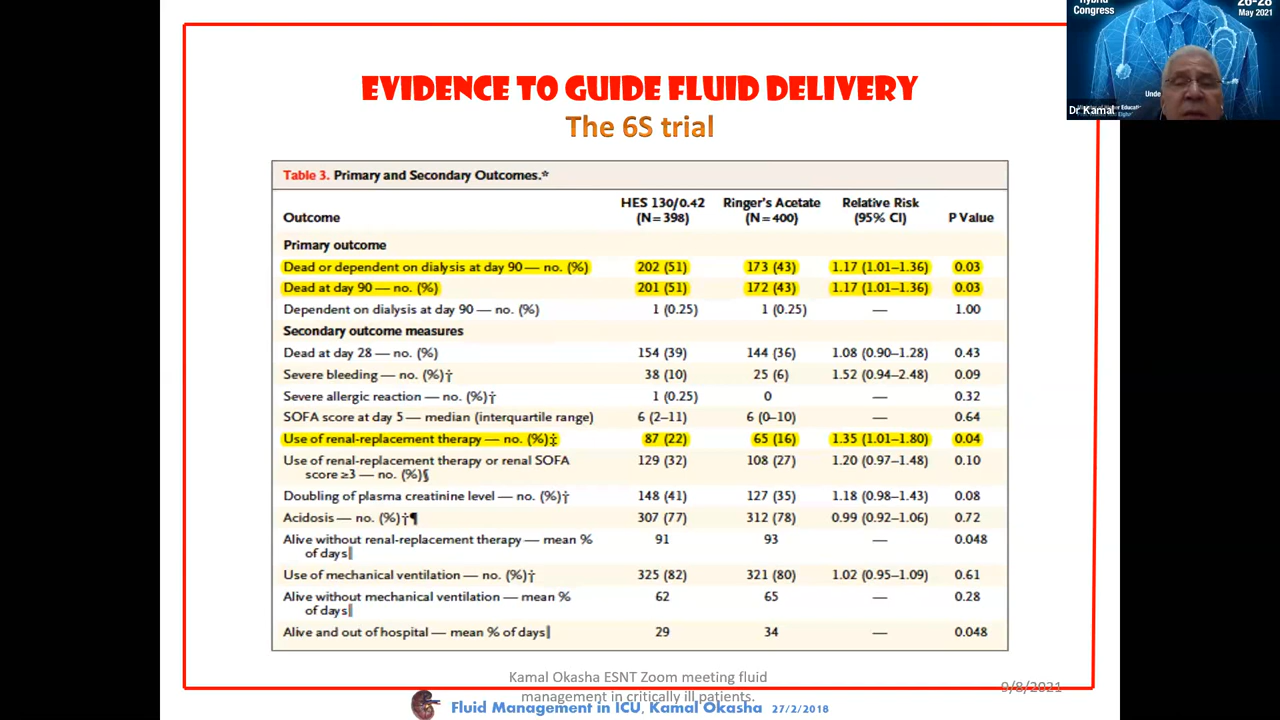 Hybrid 26-28
Congress May 2021
Unde
Dr Kamal
EVIDENCE TO GUIDE FLUID DELIVERY
The 6S trial
Table 3. Primary and Secondary Outcomes.*
Outcome HES 130/0.42 (N=398) Ringer's Acetate (N=400) Relative Risk (95% CI) P Value
Primary outcome
Dead or dependent on dialysis at day 90 — no. (%) 202 (51) 173 (43) 1.17 (1.01–1.36) 0.03
Dead at day 90 — no. (%) 201 (51) 172 (43) 1.17 (1.01–1.36) 0.03
Dependent on dialysis at day 90 — no. (%) 1 (0.25) 1 (0.25) — 1.00
Secondary outcome measures
Dead at day 28 — no. (%) 154 (39) 144 (36) 1.08 (0.90–1.28) 0.43
Severe bleeding — no. (%)† 38 (10) 25 (6) 1.52 (0.94–2.48) 0.09
Severe allergic reaction — no. (%)† 1 (0.25) 0 — 0.32
SOFA score at day 5 — median (interquartile range) 6 (2–11) 6 (0–10) — 0.64
Use of renal-replacement therapy — no. (%)‡ 87 (22) 65 (16) 1.35 (1.01–1.80) 0.04
Use of renal-replacement therapy or renal SOFA 129 (32) 108 (27) 1.20 (0.97–1.48) 0.10
score ≥3 — no. (%)§
Doubling of plasma creatinine level — no. (%)† 148 (41) 127 (35) 1.18 (0.98–1.43) 0.08
Acidosis — no. (%)†¶ 307 (77) 312 (78) 0.99 (0.92–1.06) 0.72
Alive without renal-replacement therapy — mean % 91 93 — 0.048
of days‖
Use of mechanical ventilation — no. (%)† 325 (82) 321 (80) 1.02 (0.95–1.09) 0.61
Alive without mechanical ventilation — mean % 62 65 — 0.28
of days‖
Alive and out of hospital — mean % of days‖ 29 34 — 0.048
Kamal Okasha ESNT Zoom meeting fluid
management in critically ill patients.
9/8/2021
Fluid Management in ICU, Kamal Okasha 27/2/2018